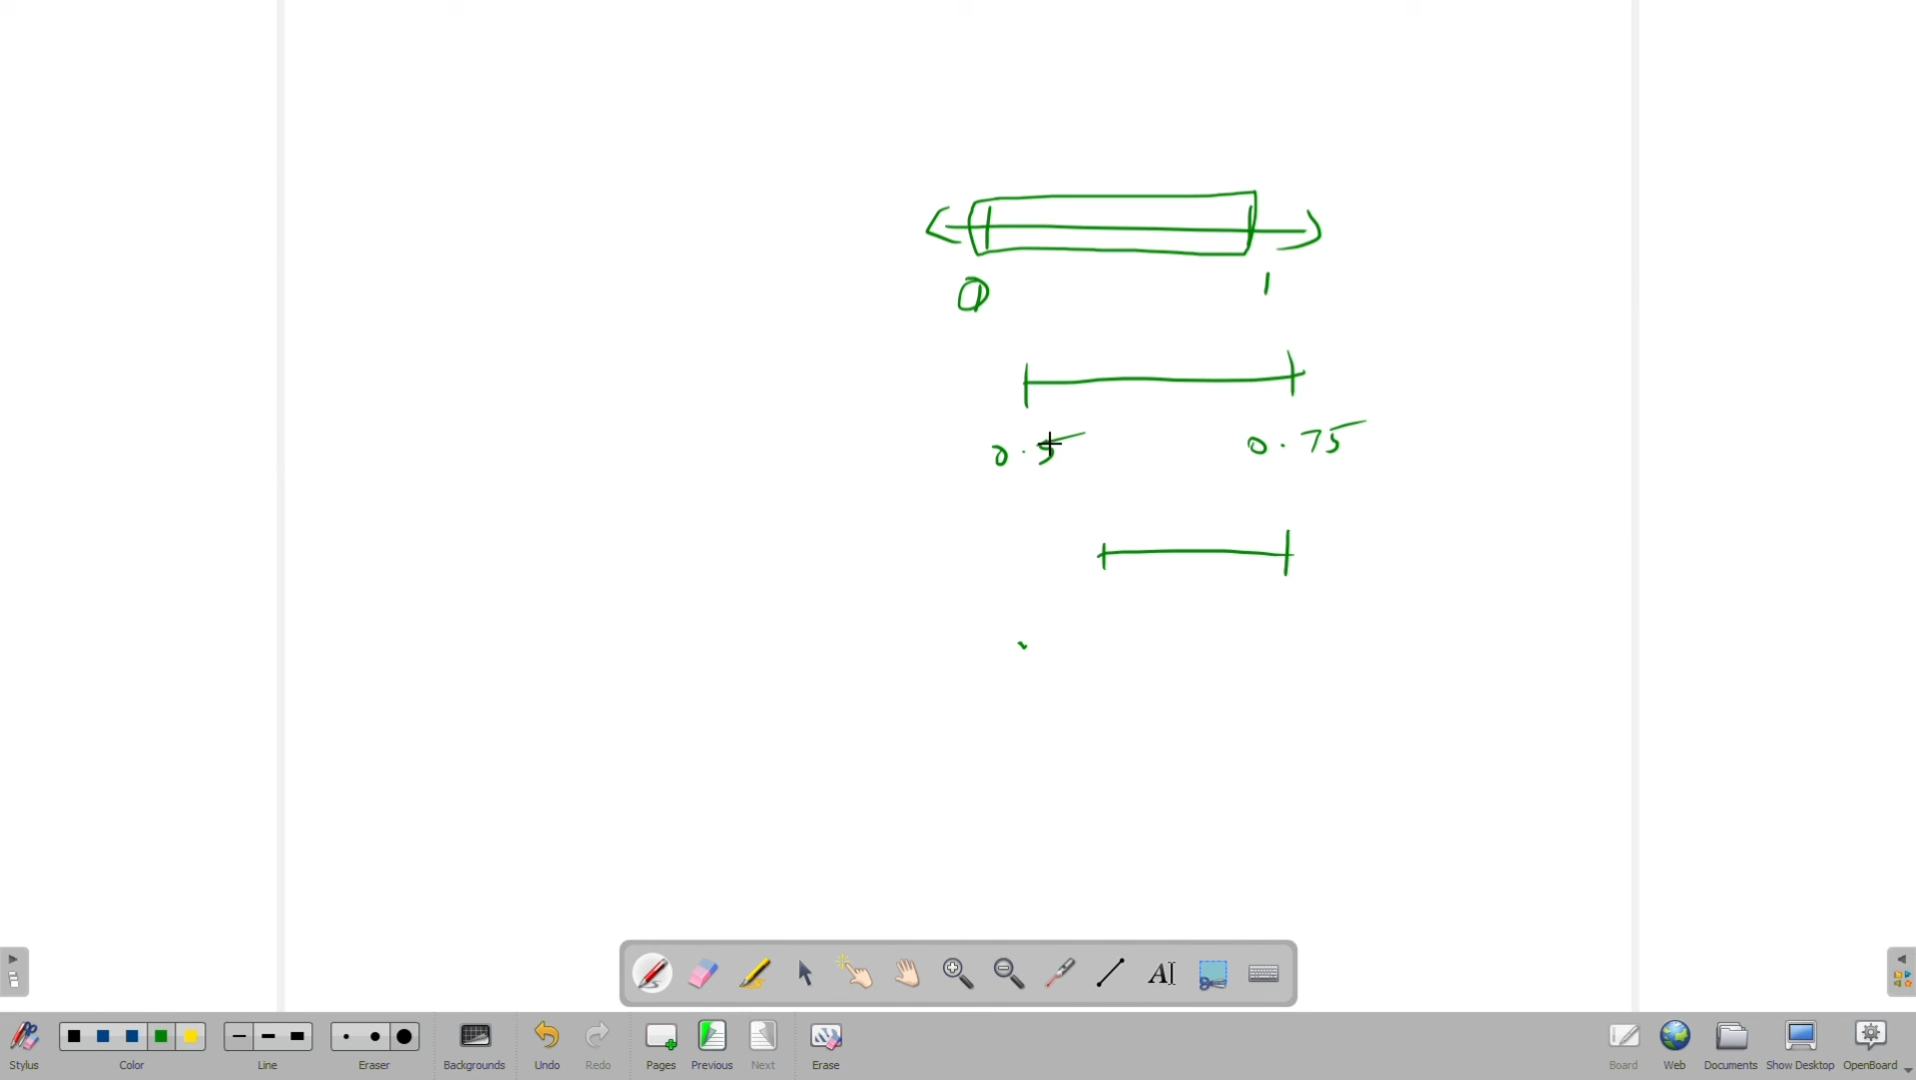 0 1
0.5 0.75
Stylus Color Line Eraser Backgrounds Undo Redo Pages Previous Next Erase Board Web Documents Show Desktop OpenBoard